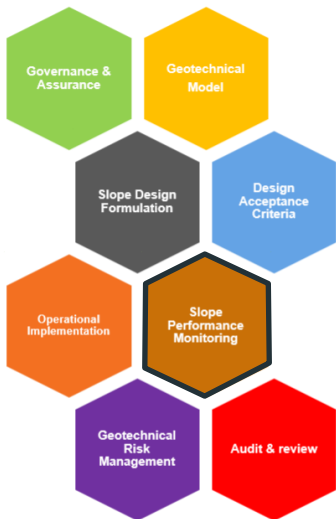 Governance &
Assurance
Geotechnical
Model
Slope Design
Formulation
Design
Acceptance
Criteria
Operational
Implementation
Slope
Performance
Monitoring
Geotechnical
Risk
Management
Audit & review